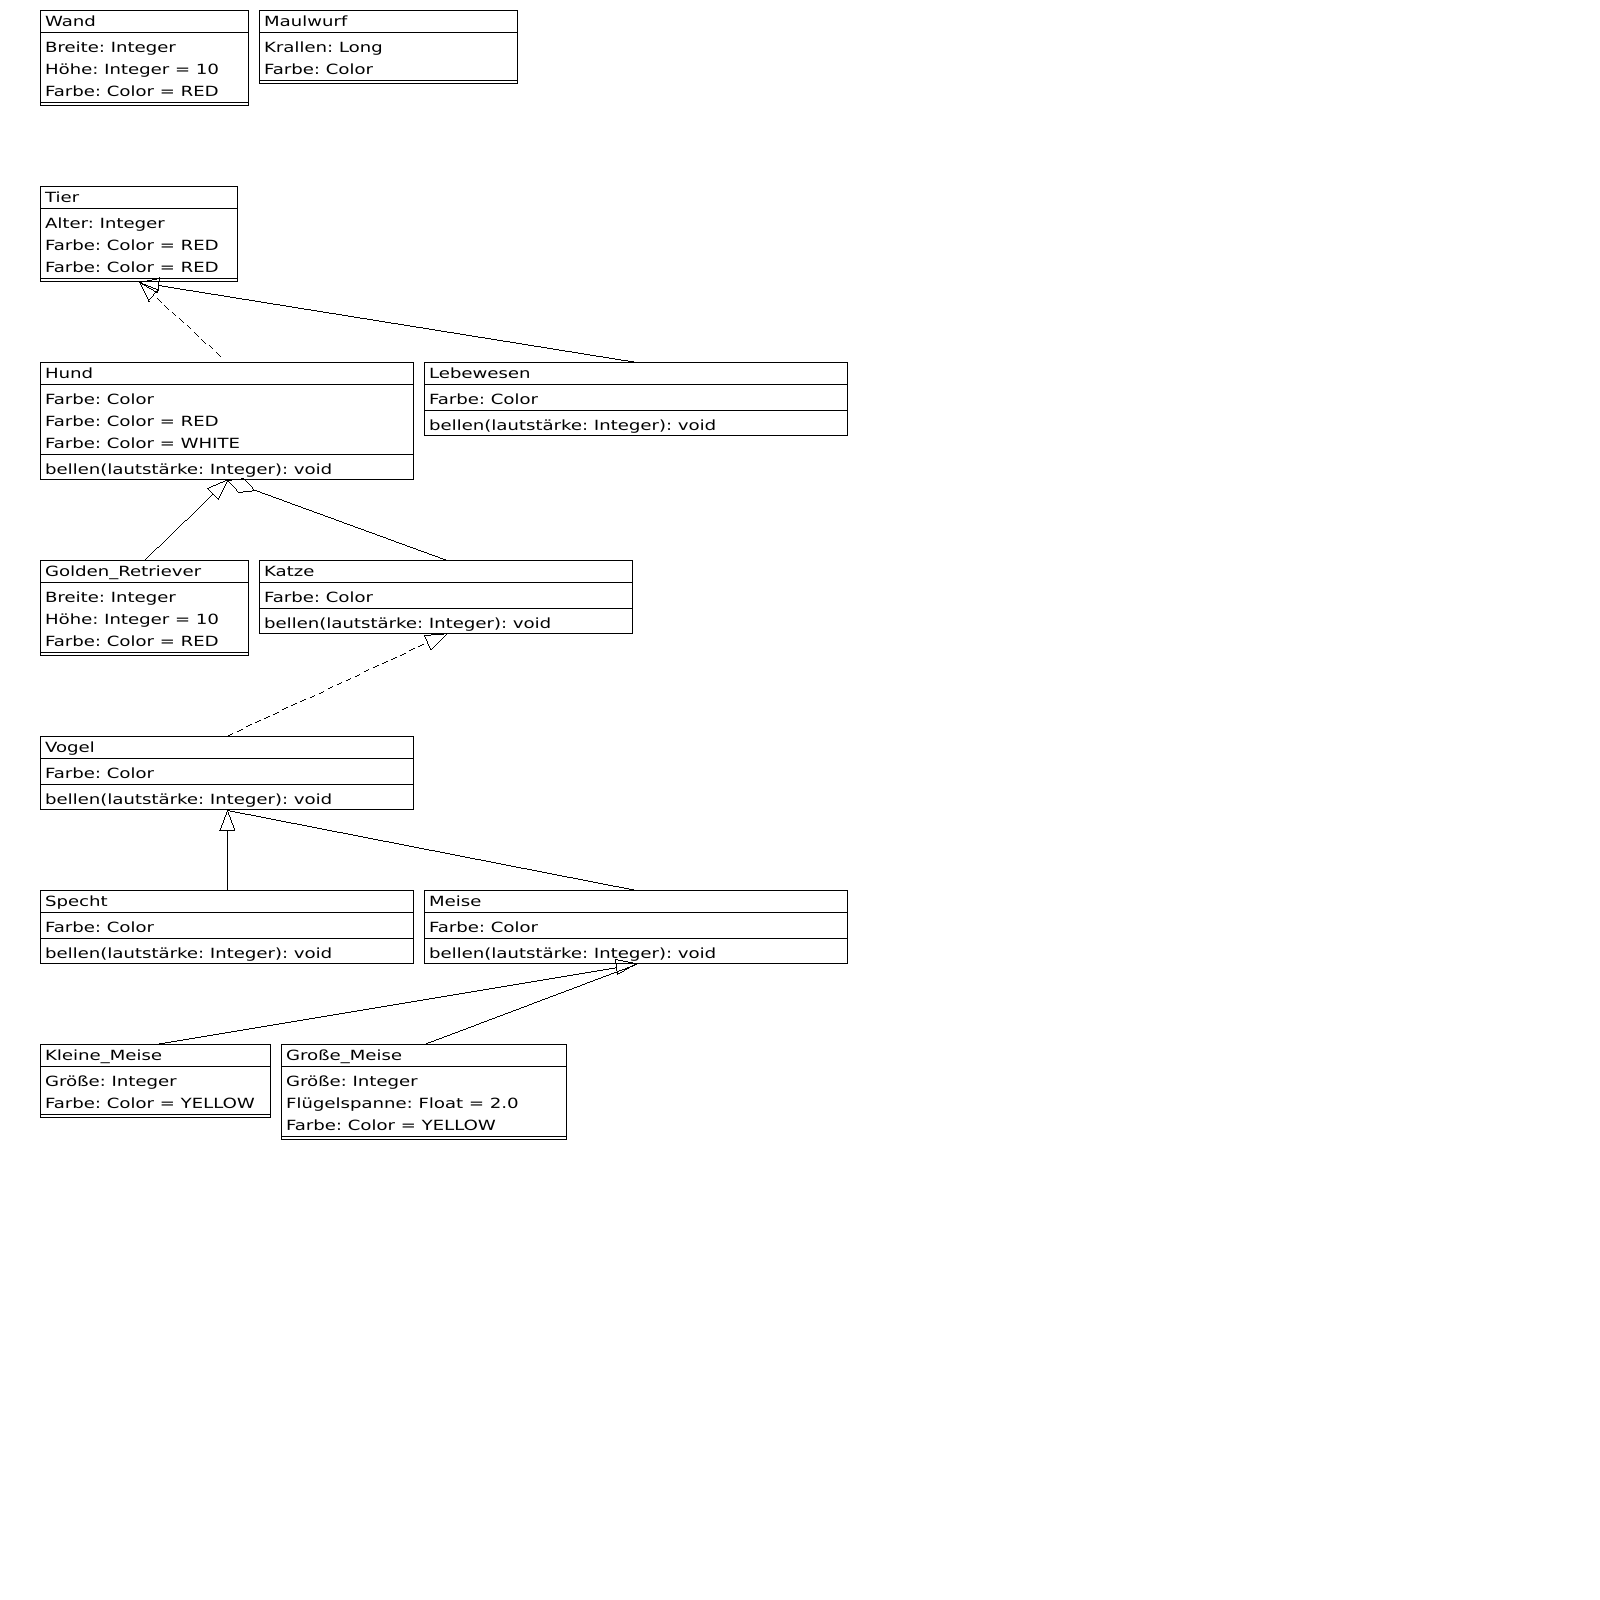 Wand
Breite: Integer
Höhe: Integer = 10
Farbe: Color = RED
Maulwurf
Krallen: Long
Farbe: Color
Tier
Alter: Integer
Farbe: Color = RED
Farbe: Color = RED
Hund
Farbe: Color
Farbe: Color = RED
Farbe: Color = WHITE
bellen(lautstärke: Integer): void
Lebewesen
Farbe: Color
bellen(lautstärke: Integer): void
Golden_Retriever
Breite: Integer
Höhe: Integer = 10
Farbe: Color = RED
Katze
Farbe: Color
bellen(lautstärke: Integer): void
Vogel
Farbe: Color
bellen(lautstärke: Integer): void
Specht
Farbe: Color
bellen(lautstärke: Integer): void
Meise
Farbe: Color
bellen(lautstärke: Integer): void
Kleine_Meise
Größe: Integer
Farbe: Color = YELLOW
Große_Meise
Größe: Integer
Flügelspanne: Float = 2.0
Farbe: Color = YELLOW